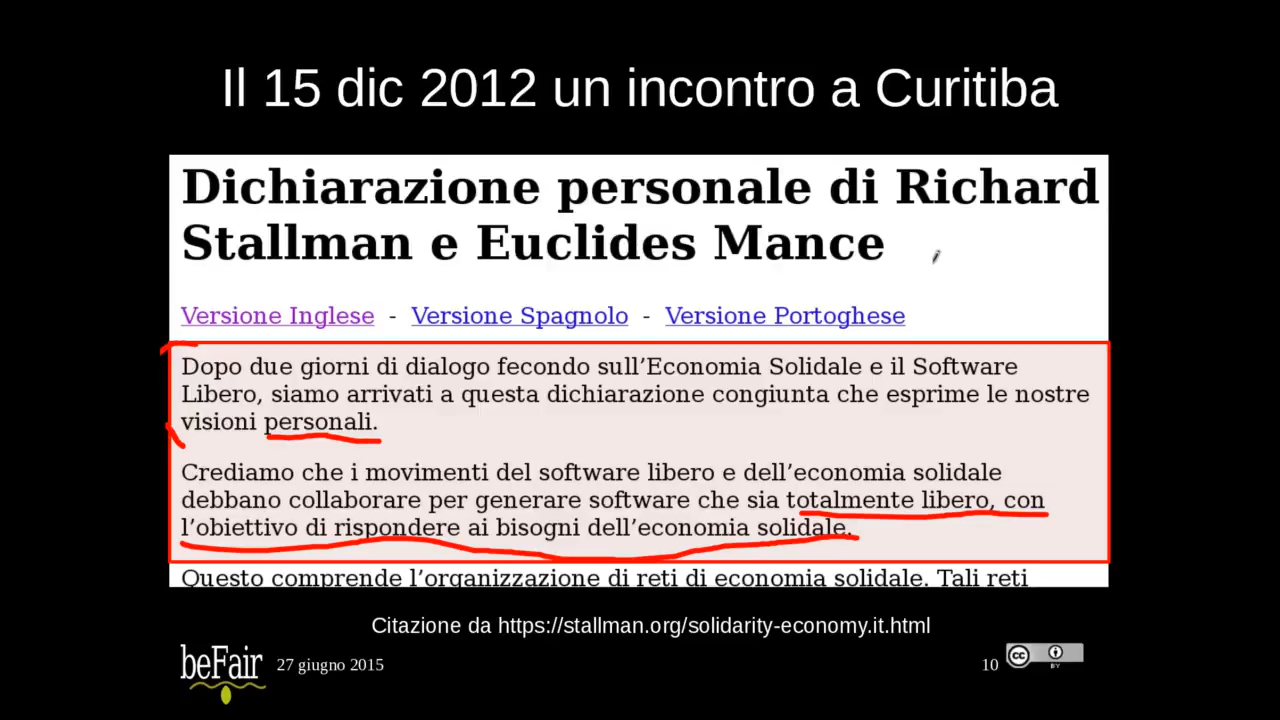 Il 15 dic 2012 un incontro a Curitiba
Dichiarazione personale di Richard
Stallman e Euclides Mance
Versione Inglese - Versione Spagnolo - Versione Portoghese
Dopo due giorni di dialogo fecondo sull’Economia Solidale e il Software
Libero, siamo arrivati a questa dichiarazione congiunta che esprime le nostre
visioni personali.
Crediamo che i movimenti del software libero e dell’economia solidale
debbano collaborare per generare software che sia totalmente libero, con
l’obiettivo di rispondere ai bisogni dell’economia solidale.
Questo comprende l’organizzazione di reti di economia solidale. Tali reti
Citazione da https://stallman.org/solidarity-economy.it.html
beFair 27 giugno 2015 10 cc BY